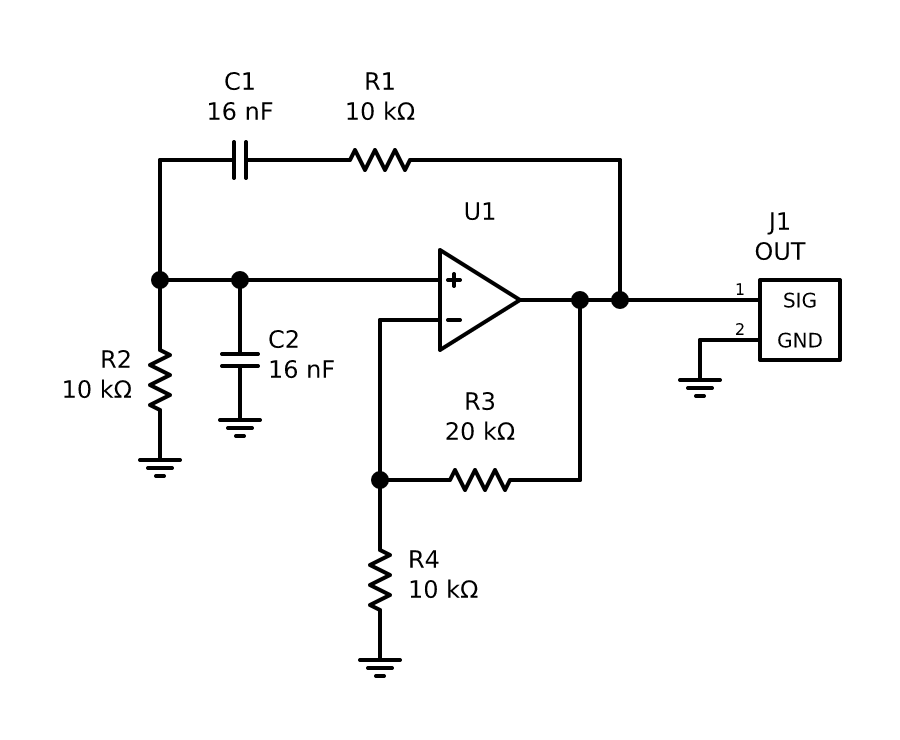 C1
16 nF
R1
10 kΩ
U1
J1
OUT
1
SIG
2
GND
R2
10 kΩ
C2
16 nF
R3
20 kΩ
R4
10 kΩ